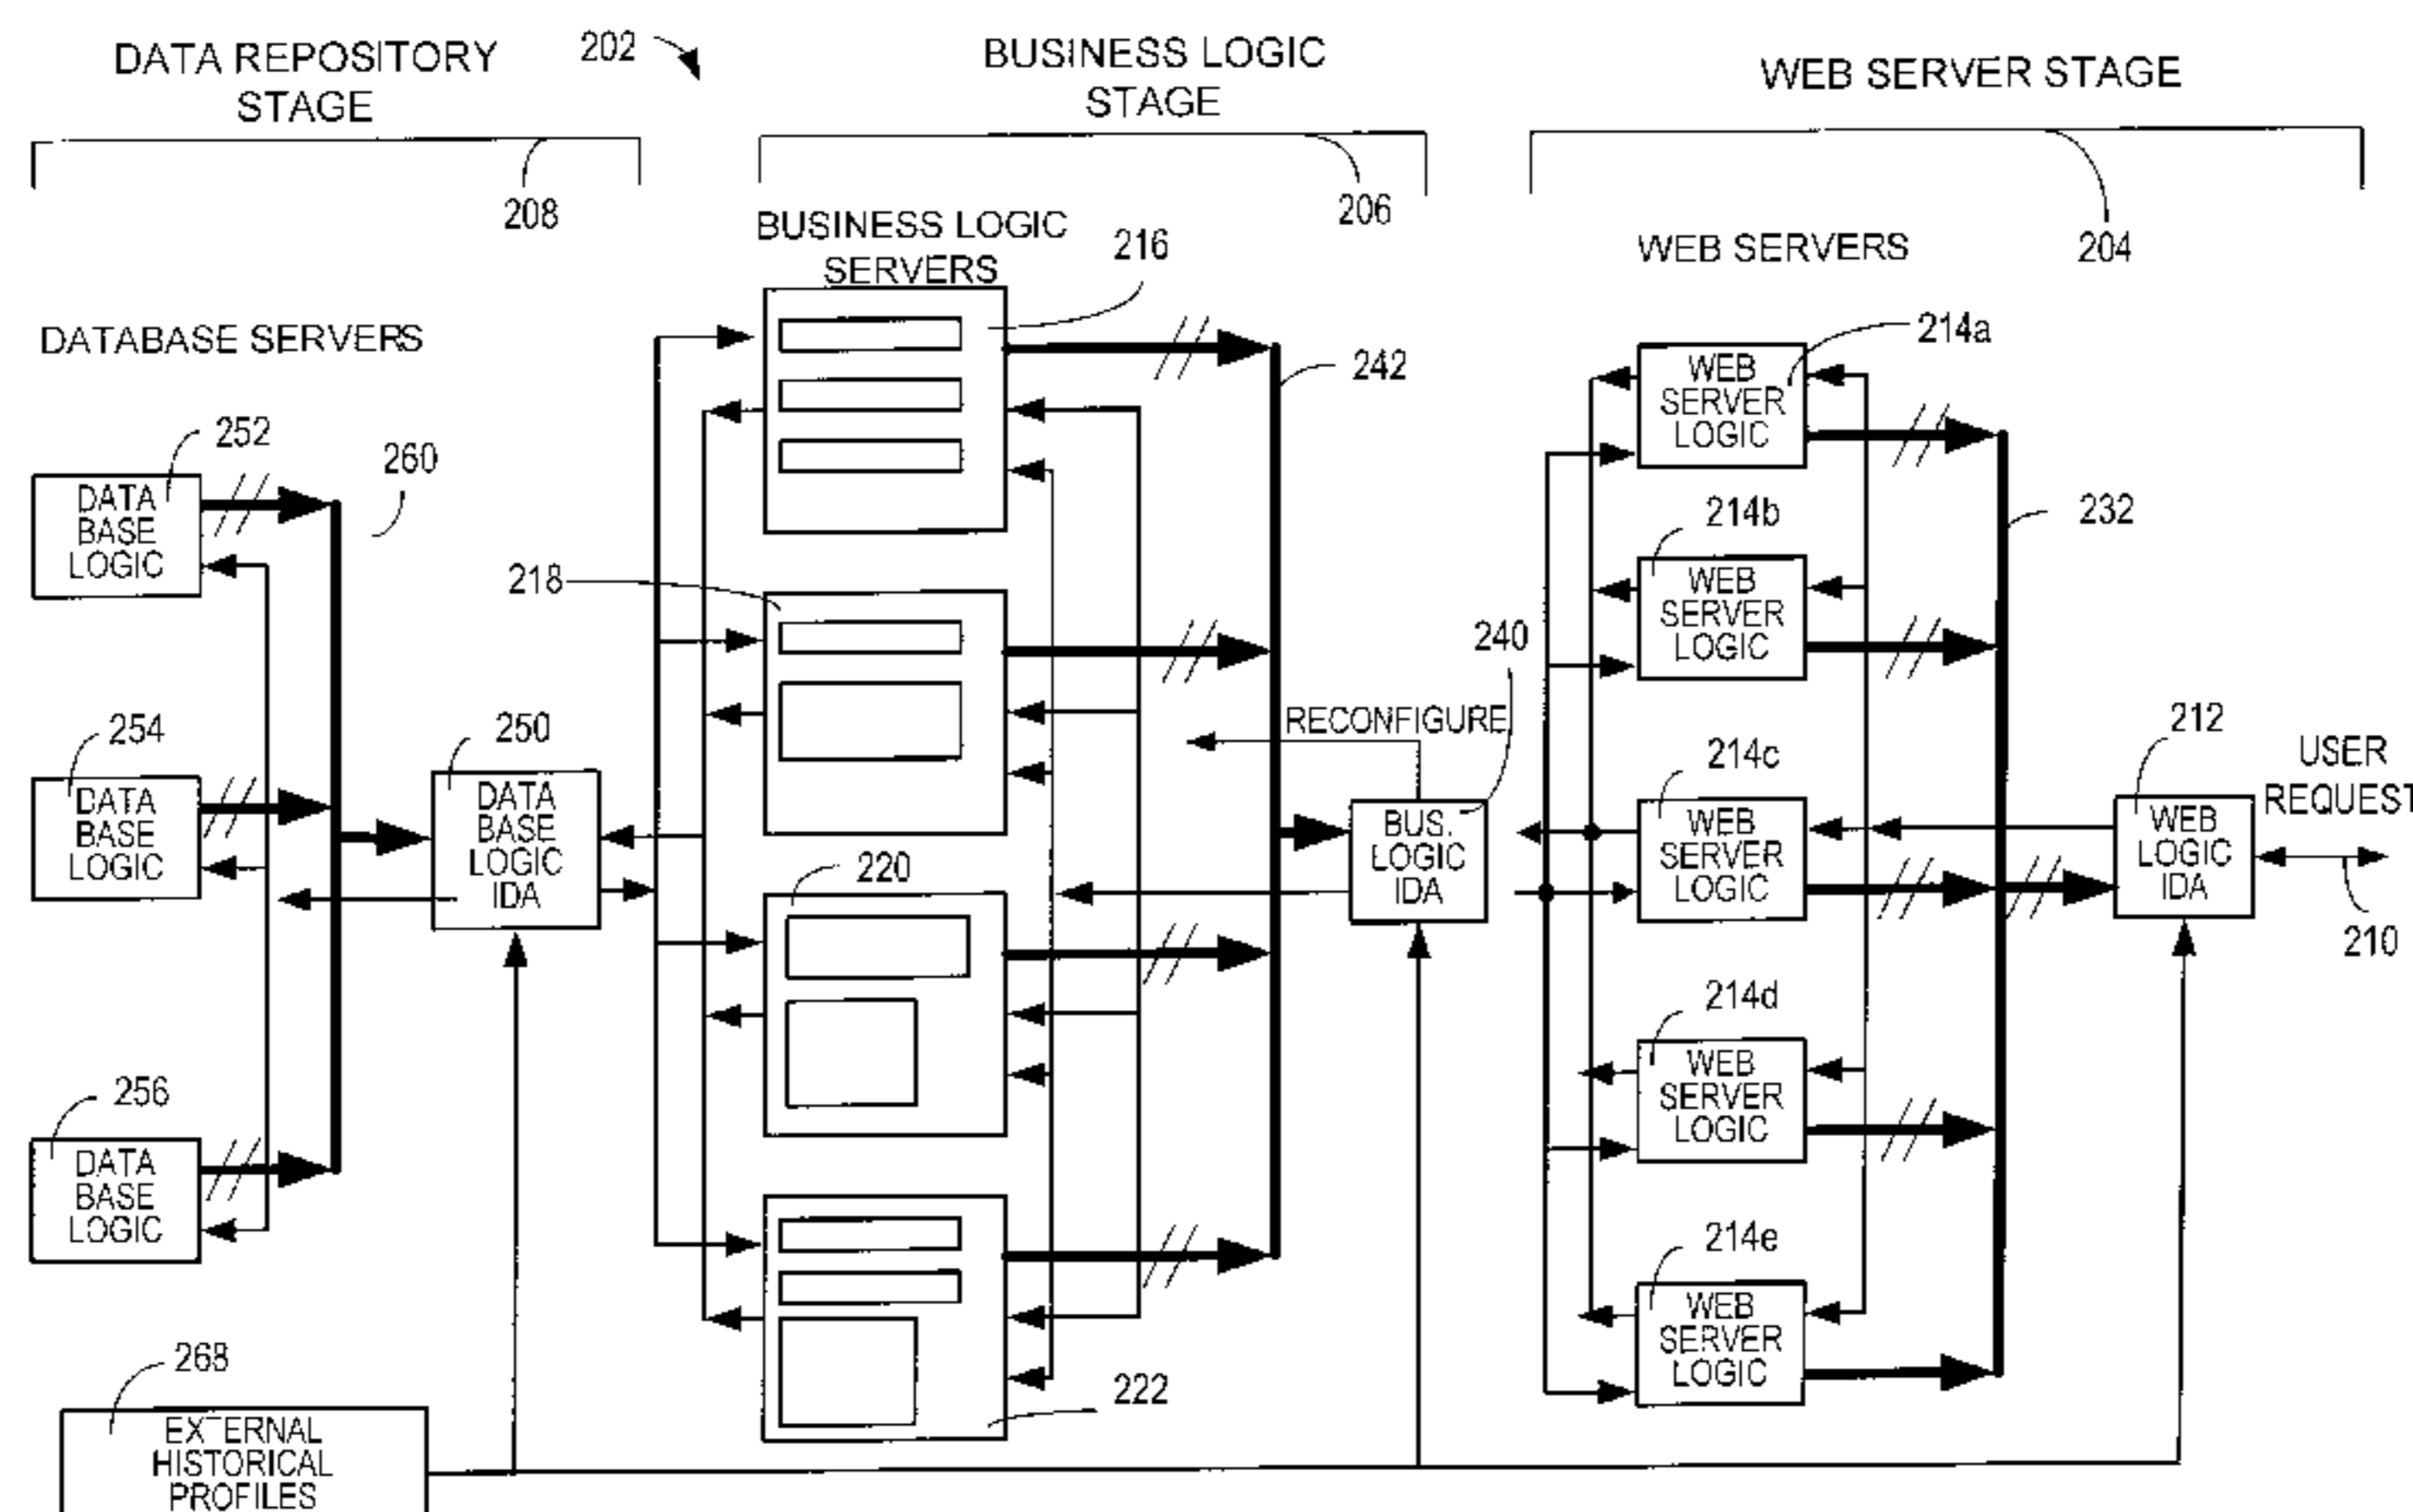 DATA REPOSITORY
STAGE
202
BUSINESS LOGIC
STAGE
WEB SERVER STAGE
208
206
204
BUSINESS LOGIC
SERVERS
216
WEB SERVERS
DATABASE SERVERS
242
214a
WEB
SERVER
LOGIC
252
260
DATA
BASE
LOGIC
214b
232
WEB
SERVER
LOGIC
218
240
RECONFIGURE
254
250
214c
212
USER
REQUEST
DATA
BASE
LOGIC
DATA
BASE
LOGIC
IDA
BUS.
LOGIC
IDA
WEB
SERVER
LOGIC
WEB
LOGIC
IDA
220
210
214d
WEB
SERVER
LOGIC
256
DATA
BASE
LOGIC
214e
WEB
SERVER
LOGIC
222
268
EXTERNAL
HISTORICAL
PROFILES